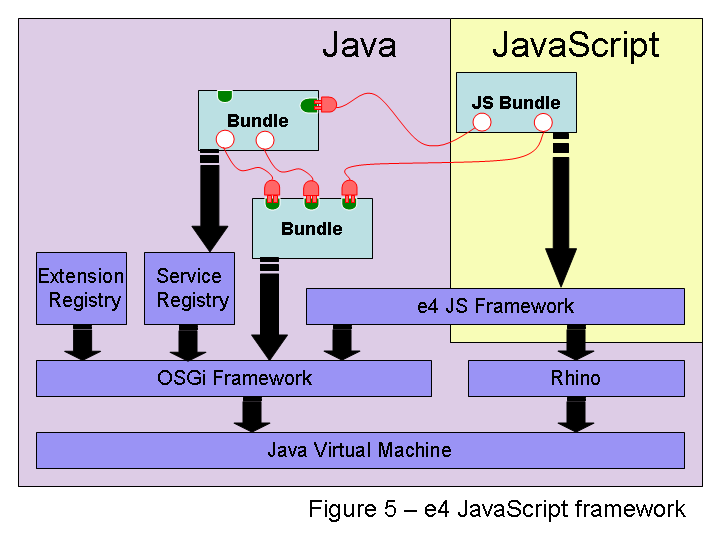 Java
JavaScript
Bundle
JS Bundle
Bundle
Extension
Registry
Service
Registry
e4 JS Framework
OSGi Framework
Rhino
Java Virtual Machine
Figure 5 – e4 JavaScript framework